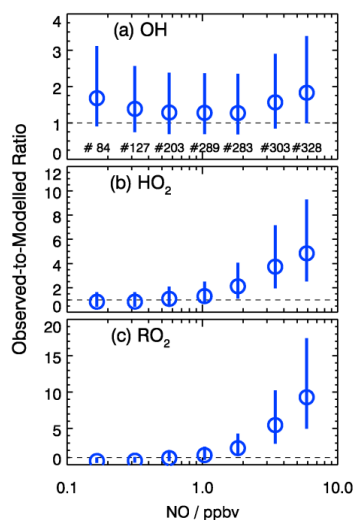 (a) OH
4
3
2
1
0
# 84 #127 #203 #289 #283 #303 #328
(b) HO₂
12
10
8
6
4
2
0
(c) RO₂
20
15
10
5
0
0.1 1.0 10.0
NO / ppbv
Observed-to-Modelled Ratio